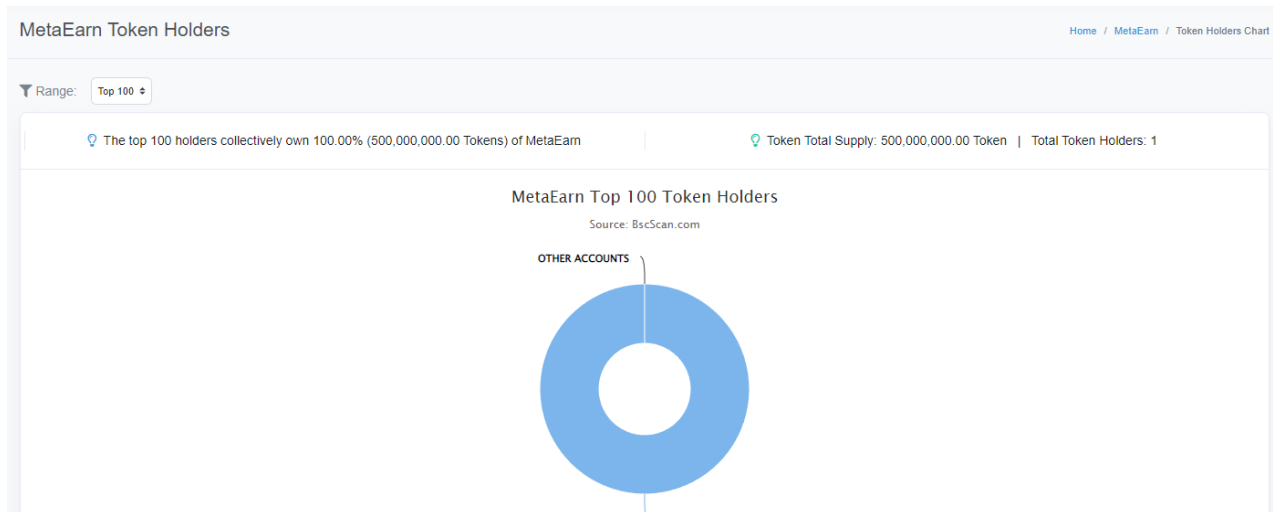 MetaEarn Token Holders
Home / MetaEarn / Token Holders Chart
Range: Top 100
The top 100 holders collectively own 100.00% (500,000,000.00 Tokens) of MetaEarn
Token Total Supply: 500,000,000.00 Token | Total Token Holders: 1
MetaEarn Top 100 Token Holders
Source: BscScan.com
OTHER ACCOUNTS